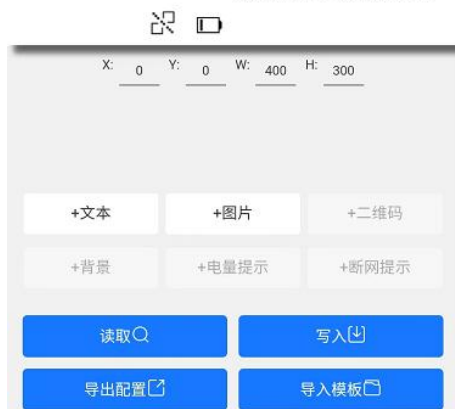 X: 0 Y: 0 W: 400 H: 300
+文本 +图片 +二维码
+背景 +电量提示 +断网提示
读取 写入
导出配置 导入模板